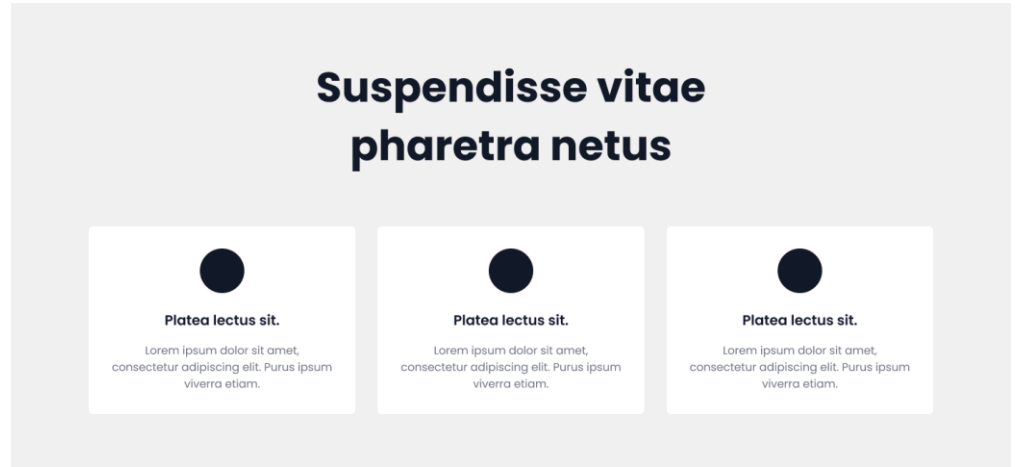 Suspendisse vitae
pharetra netus
Platea lectus sit.
Lorem ipsum dolor sit amet,
consectetur adipiscing elit. Purus ipsum
viverra etiam.
Platea lectus sit.
Lorem ipsum dolor sit amet,
consectetur adipiscing elit. Purus ipsum
viverra etiam.
Platea lectus sit.
Lorem ipsum dolor sit amet,
consectetur adipiscing elit. Purus ipsum
viverra etiam.